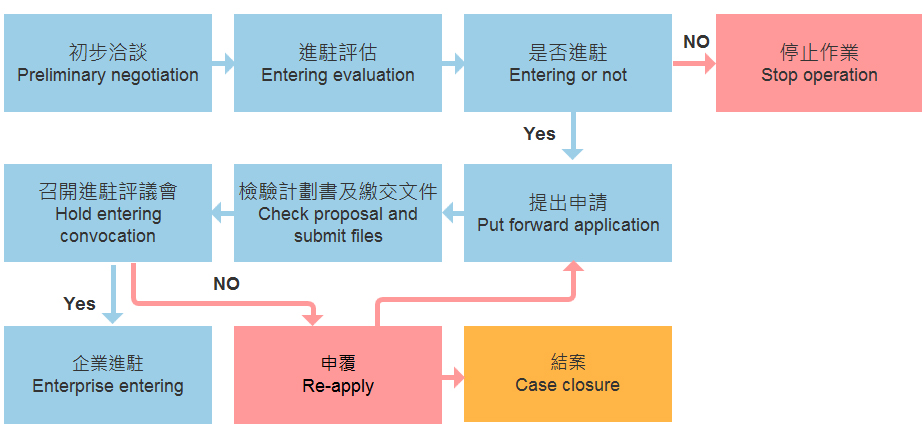 初步洽談
Preliminary negotiation
進駐評估
Entering evaluation
是否進駐
Entering or not
NO
停止作業
Stop operation
Yes
召開進駐評議會
Hold entering
convocation
檢驗計劃書及繳交文件
Check proposal and
submit files
提出申請
Put forward application
Yes
NO
企業進駐
Enterprise entering
申覆
Re-apply
結案
Case closure